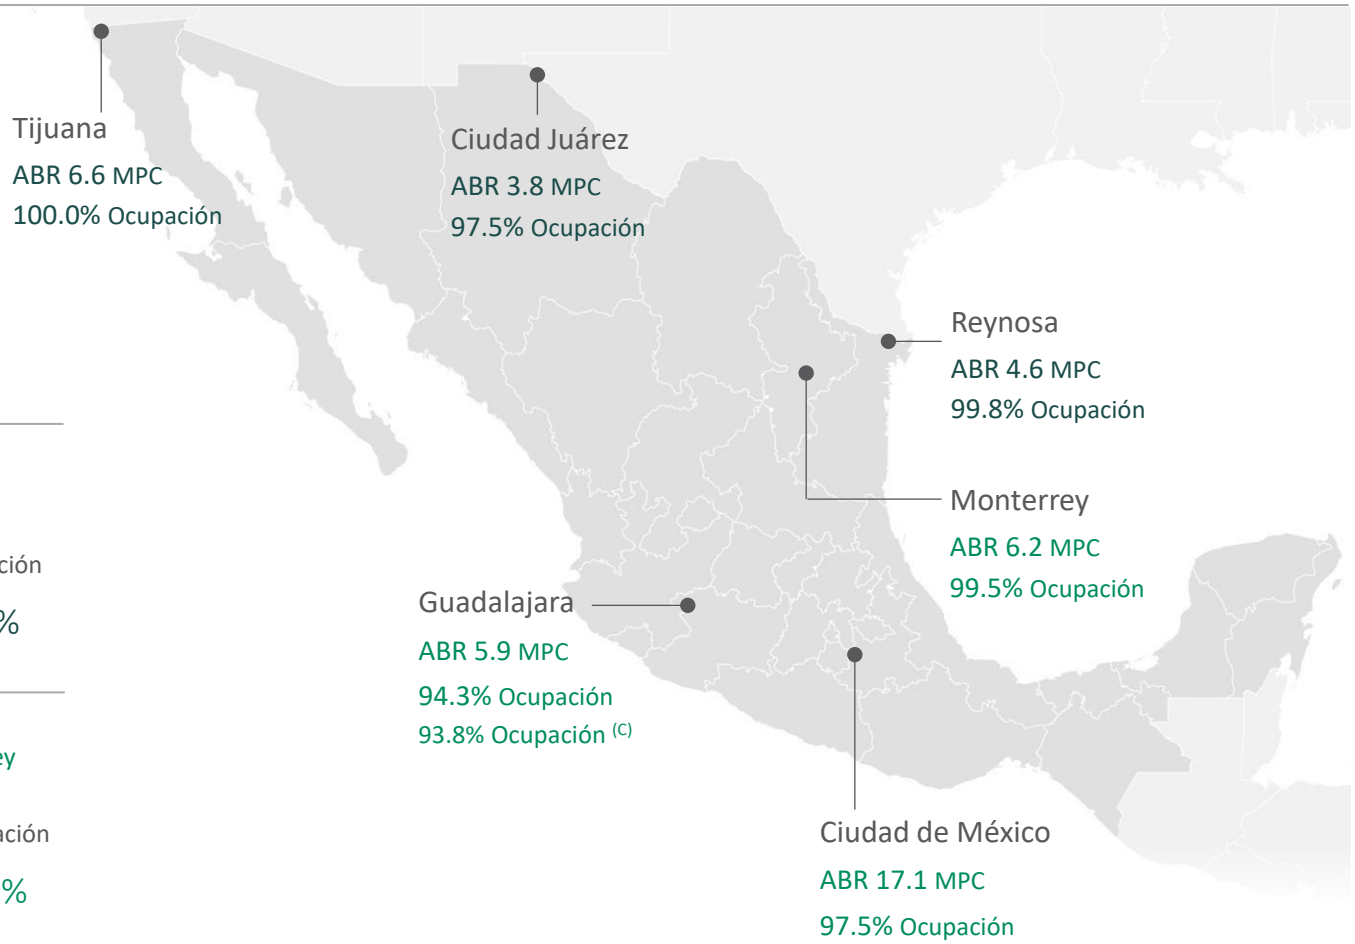 Tijuana
ABR 6.6 MPC
100.0% Ocupación
Ciudad Juárez
ABR 3.8 MPC
97.5% Ocupación
Reynosa
ABR 4.6 MPC
99.8% Ocupación
Monterrey
ABR 6.2 MPC
99.5% Ocupación
Guadalajara
ABR 5.9 MPC
94.3% Ocupación
93.8% Ocupación (C)
Ciudad de México
ABR 17.1 MPC
97.5% Ocupación
%
%